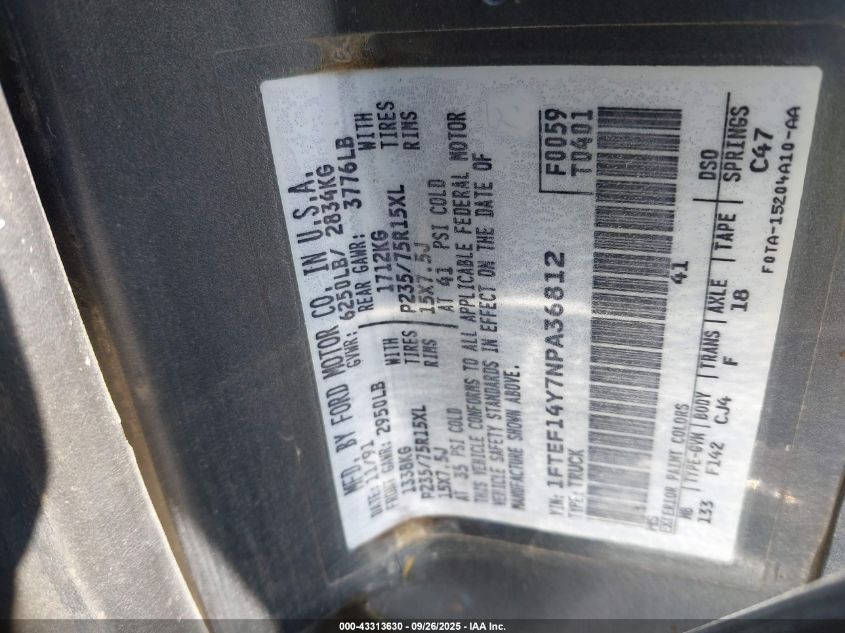 MFD. BY FORD MOTOR CO. IN U.S.A.
DATE: 11/91 GVWR: 6250LB/ 2834KG
FRONT GAWR: 2950LB REAR GAWR: 3776LB
1338KG WITH 1712KG WITH
P235/75R15XL TIRES P235/75R15XL TIRES
15X7.5J RIMS 15X7.5J RIMS
AT 35 PSI COLD AT 41 PSI COLD
THIS VEHICLE CONFORMS TO ALL APPLICABLE FEDERAL MOTOR
VEHICLE SAFETY STANDARDS IN EFFECT ON THE DATE OF
MANUFACTURE SHOWN ABOVE.
F0059
T0401
VIN: 1FTEF14Y7NPA36812
TYPE: TRUCK
EXTERIOR PAINT COLORS 41 DSO
WB TYPE-GVW BODY TRANS AXLE TAPE SPRINGS
133 F142 CJ4 F 18 C47
F0TA-15204A10-AA
000-43313630 - 09/26/2025 - IAA Inc.